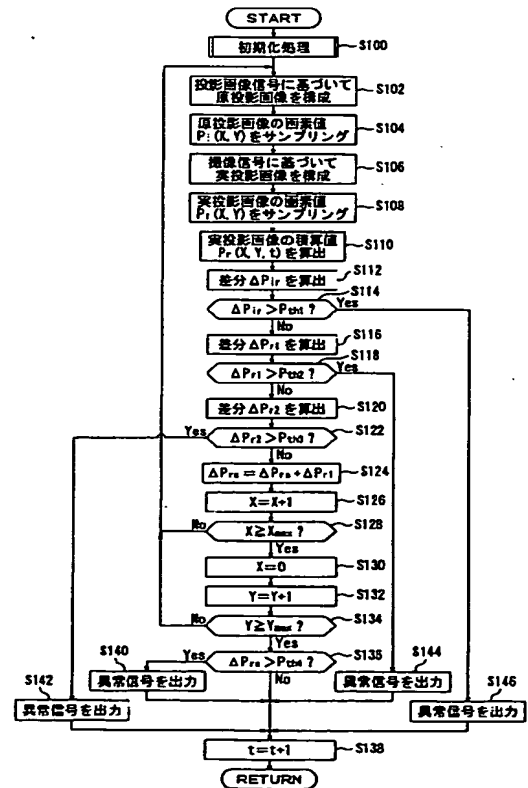 START
初期化処理 S100
投影画像信号に基づいて
原投影画像を構成 S102
原投影画像の画素値
Pi(X,Y)をサンプリング S104
撮像信号に基づいて
実投影画像を構成 S106
実投影画像の画素値
Pr(X,Y)をサンプリング S108
実投影画像の積算値
Pr(X,Y,t)を算出 S110
差分ΔPirを算出 S112
ΔPir>Pth1? S114
Yes
No
差分ΔPr1を算出 S116
ΔPr1>Pth2? S118
Yes
No
差分ΔPr2を算出 S120
Yes
ΔPr2>Pth3? S122
No
ΔPra=ΔPra+ΔPr1 S124
X=X+1 S126
No
X≧Xmax? S128
Yes
X=0 S130
Y=Y+1 S132
No
Y≧Ymax? S134
Yes
Yes
ΔPra>Pth4? S135
No
S140
異常信号を出力
S144
異常信号を出力
S142
異常信号を出力
S146
異常信号を出力
t=t+1 S138
RETURN